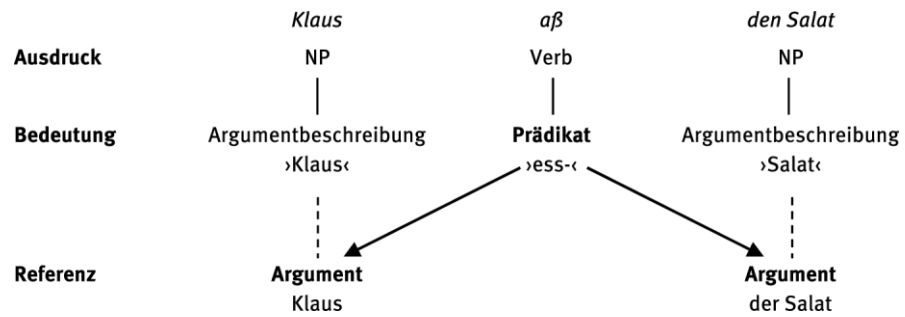 Klaus aß den Salat
Ausdruck NP Verb NP
Bedeutung Argumentbeschreibung Prädikat Argumentbeschreibung
›Klaus‹ ›ess-‹ ›Salat‹
Referenz Argument Argument
Klaus der Salat